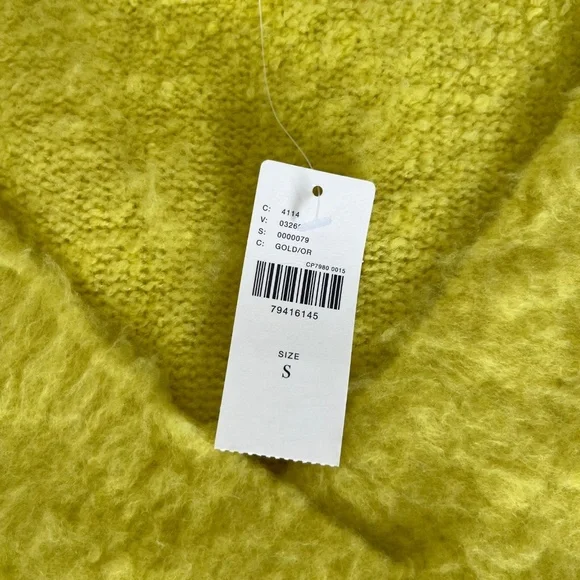 C: 4114
V:
S: 0000079
C: GOLD/OR
CP7980 0015
79416145
SIZE
S